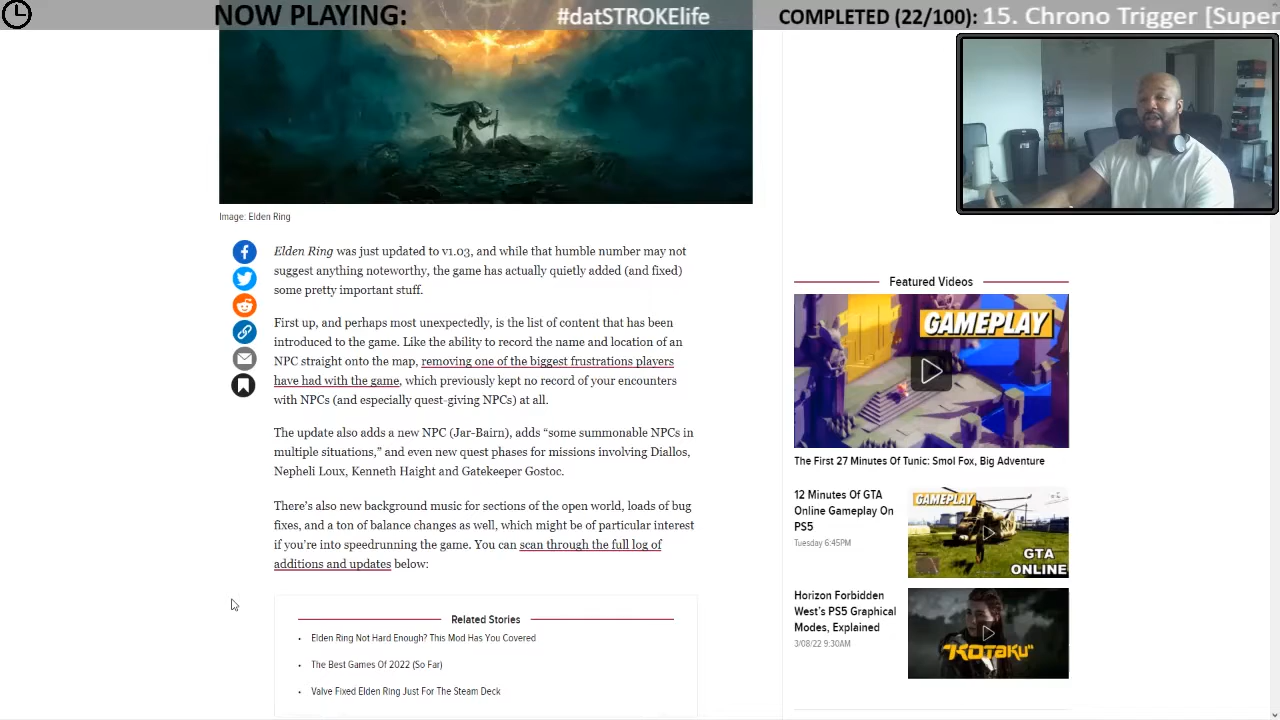 NOW PLAYING:
#datSTROKElife
COMPLETED (22/100): 15. Chrono Trigger [Super
Image: Elden Ring
Elden Ring was just updated to v1.03, and while that humble number may not
suggest anything noteworthy, the game has actually quietly added (and fixed)
some pretty important stuff.
First up, and perhaps most unexpectedly, is the list of content that has been
introduced to the game. Like the ability to record the name and location of an
NPC straight onto the map, removing one of the biggest frustrations players
have had with the game, which previously kept no record of your encounters
with NPCs (and especially quest-giving NPCs) at all.
The update also adds a new NPC (Jar-Bairn), adds “some summonable NPCs in
multiple situations,” and even new quest phases for missions involving Diallos,
Nepheli Loux, Kenneth Haight and Gatekeeper Gostoc.
There’s also new background music for sections of the open world, loads of bug
fixes, and a ton of balance changes as well, which might be of particular interest
if you’re into speedrunning the game. You can scan through the full log of
additions and updates below:
Related Stories
• Elden Ring Not Hard Enough? This Mod Has You Covered
• The Best Games Of 2022 (So Far)
• Valve Fixed Elden Ring Just For The Steam Deck
Featured Videos
GAMEPLAY
The First 27 Minutes Of Tunic: Smol Fox, Big Adventure
12 Minutes Of GTA
Online Gameplay On
PS5
Tuesday 6:45PM
GAMEPLAY
GTA
ONLINE
Horizon Forbidden
West's PS5 Graphical
Modes, Explained
3/08/22 9:30AM
"KOTAKU"